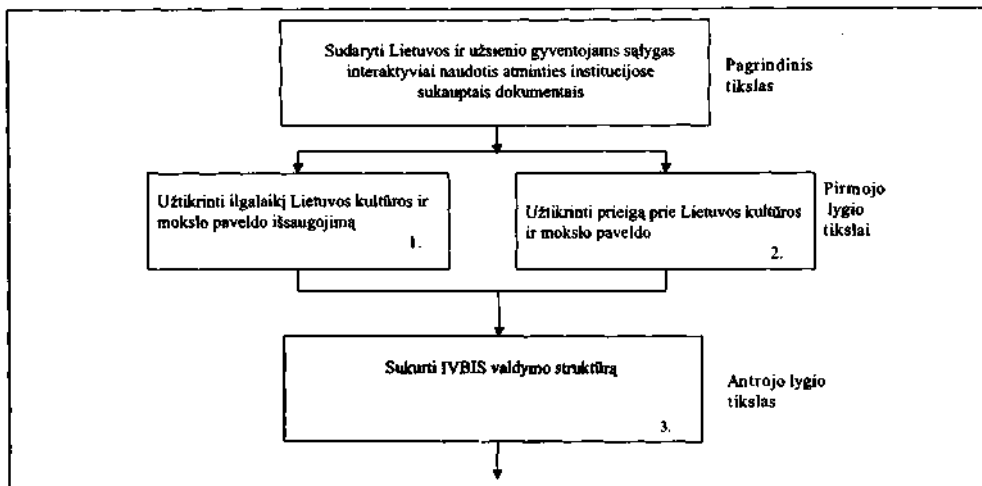 Sudaryti Lietuvos ir užsienio gyventojams sąlygas
interaktyviai naudotis atminties institucijose
sukauptais dokumentais
Pagrindinis
tikslas
Užtikrinti ilgalaikį Lietuvos kultūros ir
mokslo paveldo išsaugojimą
1.
Užtikrinti prieigą prie Lietuvos kultūros
ir mokslo paveldo
2.
Pirmojo
lygio
tikslai
Sukurti IVBIS valdymo struktūrą
3.
Antrojo lygio
tikslas